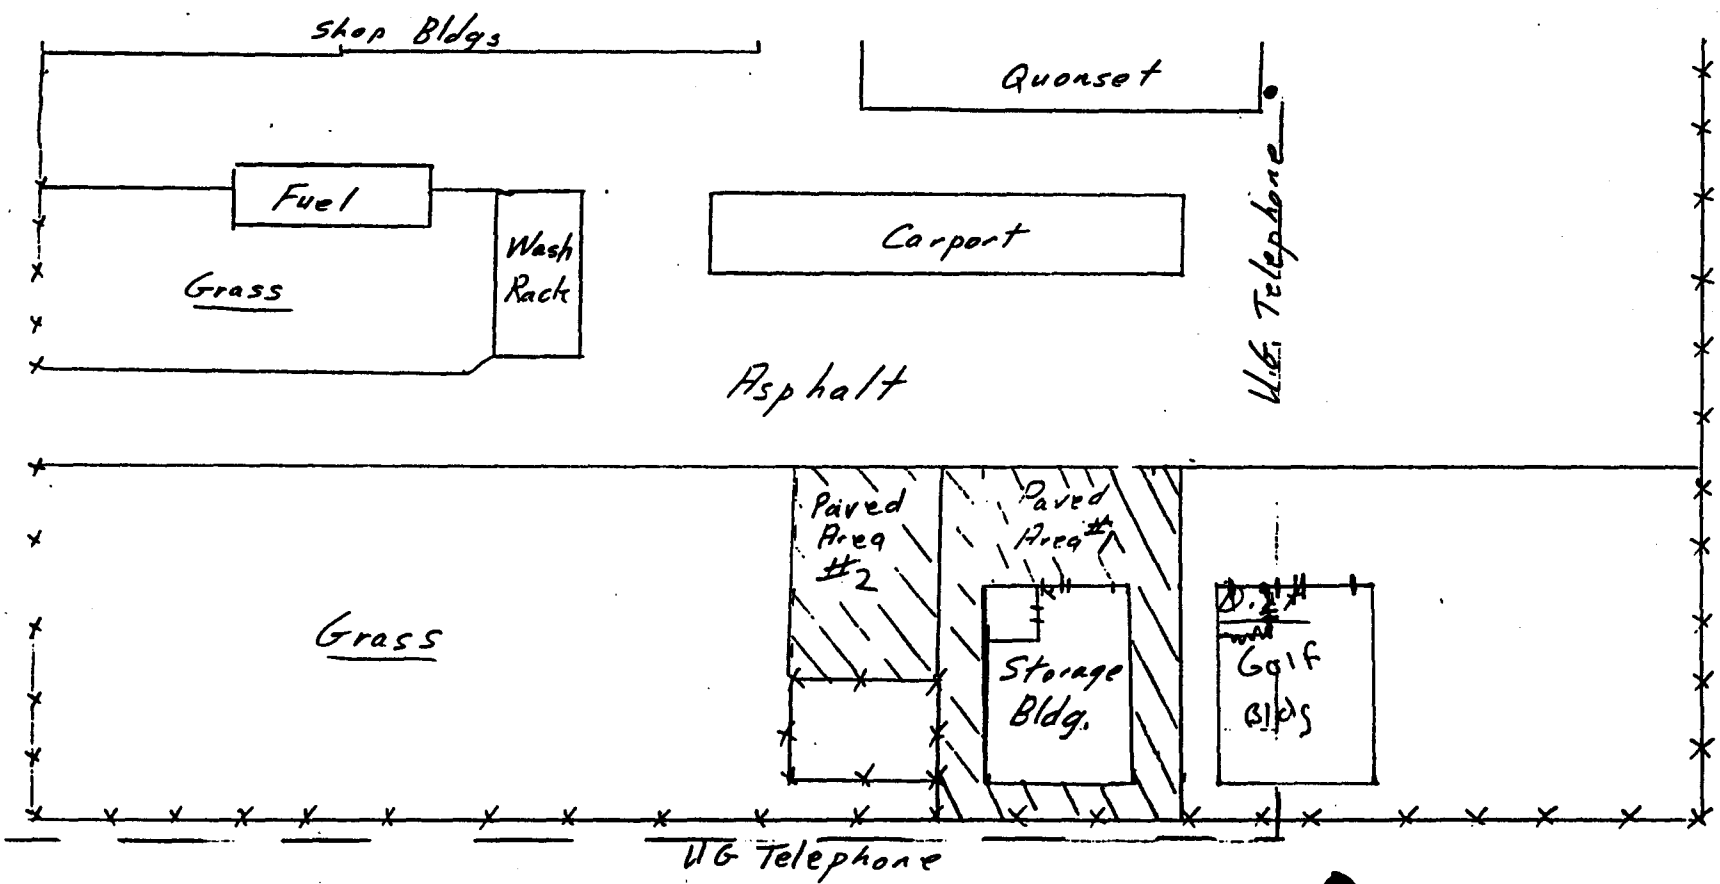 Shop Bldgs
Quonset
Fuel
Wash
Rack
Carport
Grass
U.G. Telephone
Asphalt
Paved
Area
#2
Paved
Area #1
Grass
Storage
Bldg.
Golf
Bldg
UG Telephone